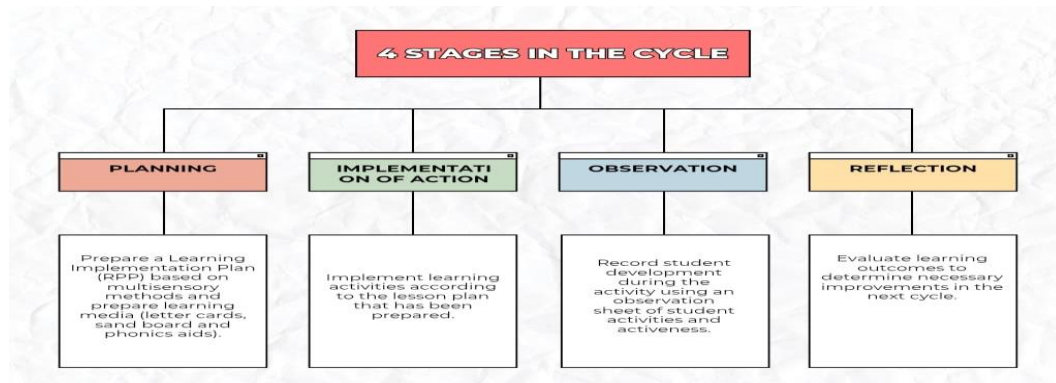 4 STAGES IN THE CYCLE
PLANNING
IMPLEMENTATI
ON OF ACTION
OBSERVATION
REFLECTION
Prepare a Learning
Implementation Plan
(RPP) based on
multisensory
methods and
prepare learning
media (letter cards,
sand board and
phonics aids).
Implement learning
activities according
to the lesson plan
that has been
prepared.
Record student
development
during the
activity using an
observation
sheet of student
activities and
activeness.
Evaluate learning
outcomes to
determine necessary
improvements in the
next cycle.